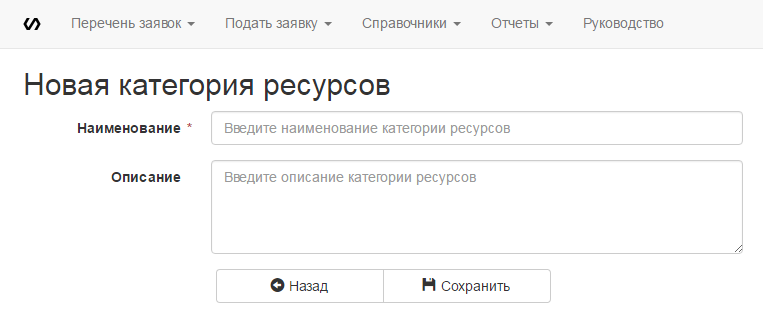 Перечень заявок Подать заявку Справочники Отчеты Руководство
Новая категория ресурсов
Наименование * Введите наименование категории ресурсов
Описание Введите описание категории ресурсов
Назад Сохранить